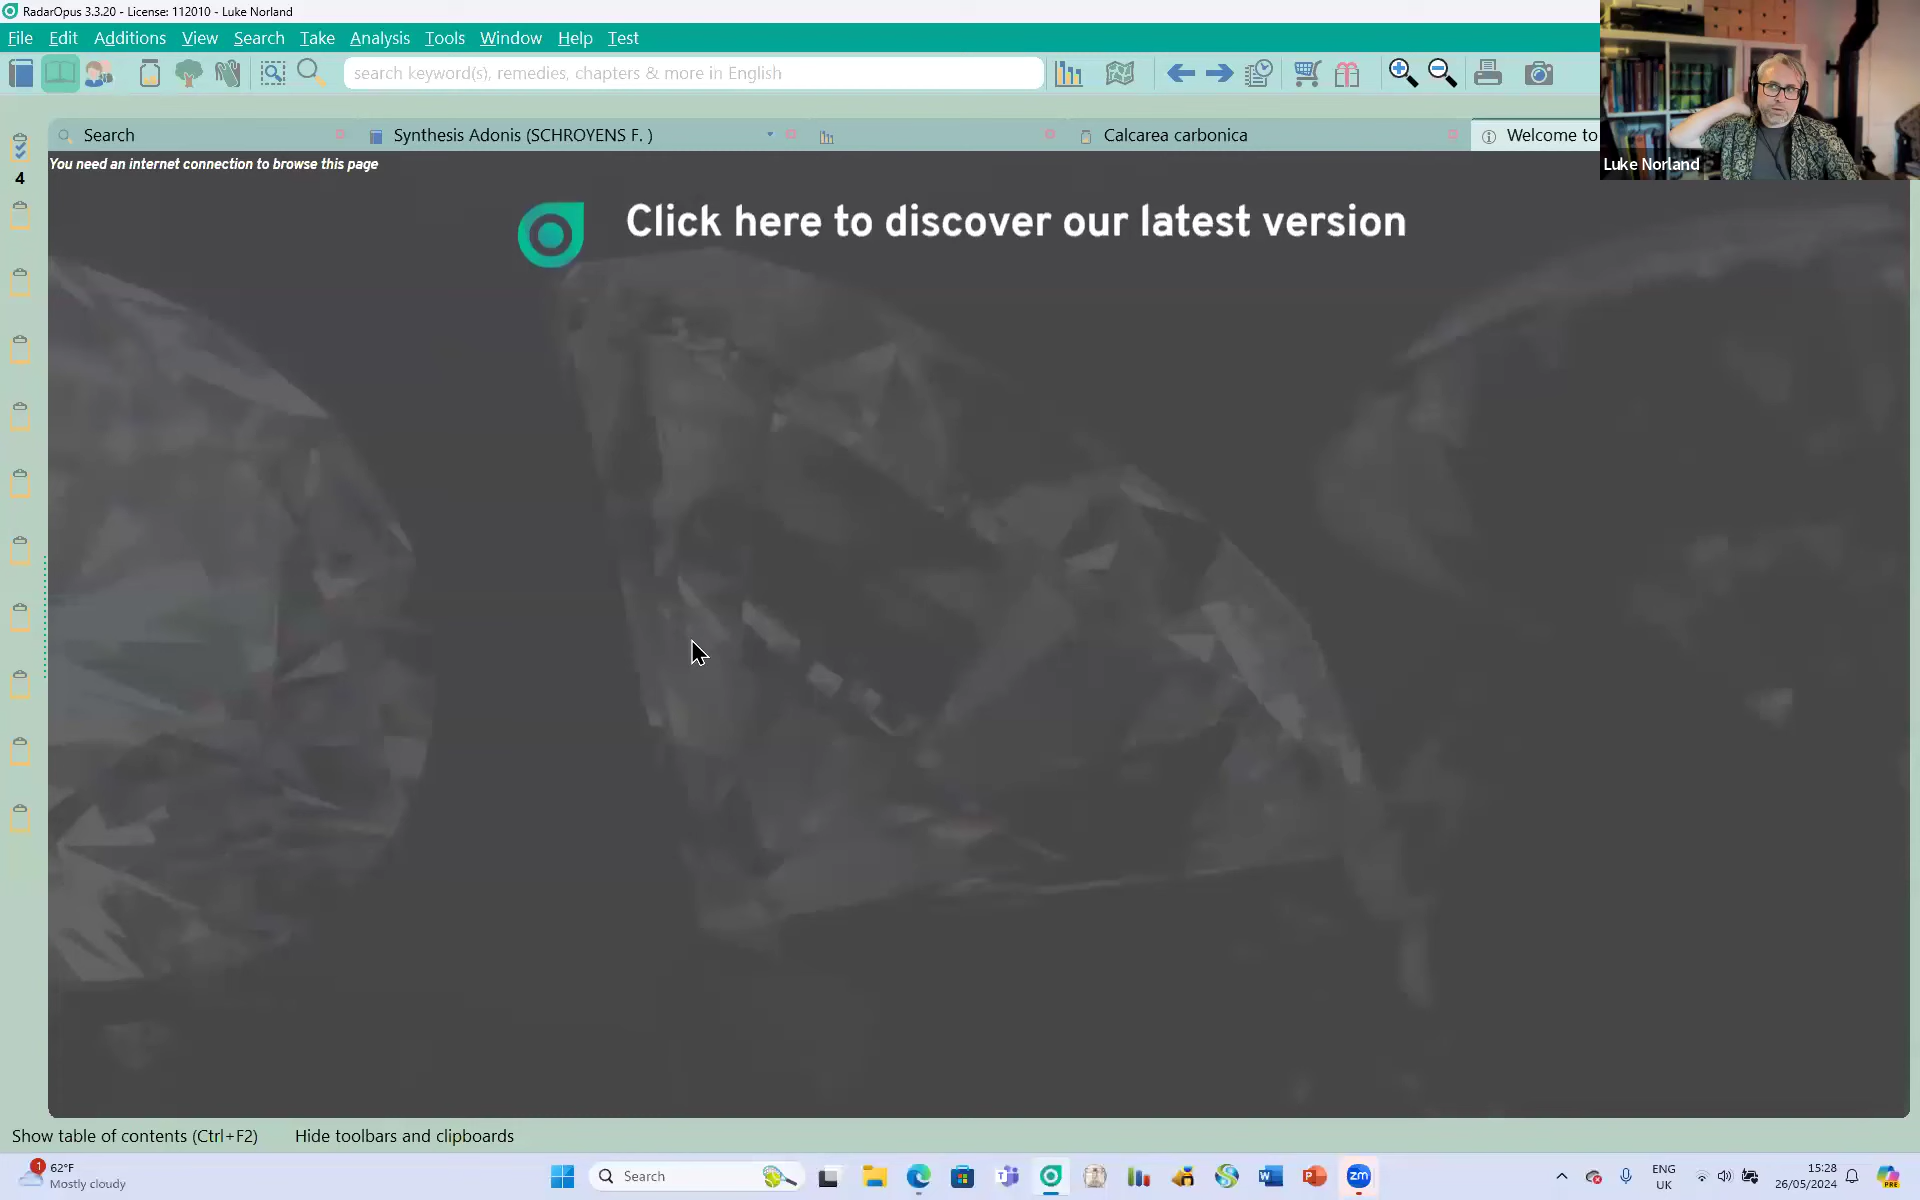 RadarOpus 3.3.20 - License: 112010 - Luke Norland
File Edit Additions View Search Take Analysis Tools Window Help Test
search keyword(s), remedies, chapters & more in English
Search
Synthesis Adonis (SCHROYENS F. )
Calcarea carbonica
Welcome to
Luke Norland
You need an internet connection to browse this page
4
Click here to discover our latest version
Show table of contents (Ctrl+F2) Hide toolbars and clipboards
1
62°F
Mostly cloudy
Search
zm
ENG
UK
15:28
26/05/2024
PRE